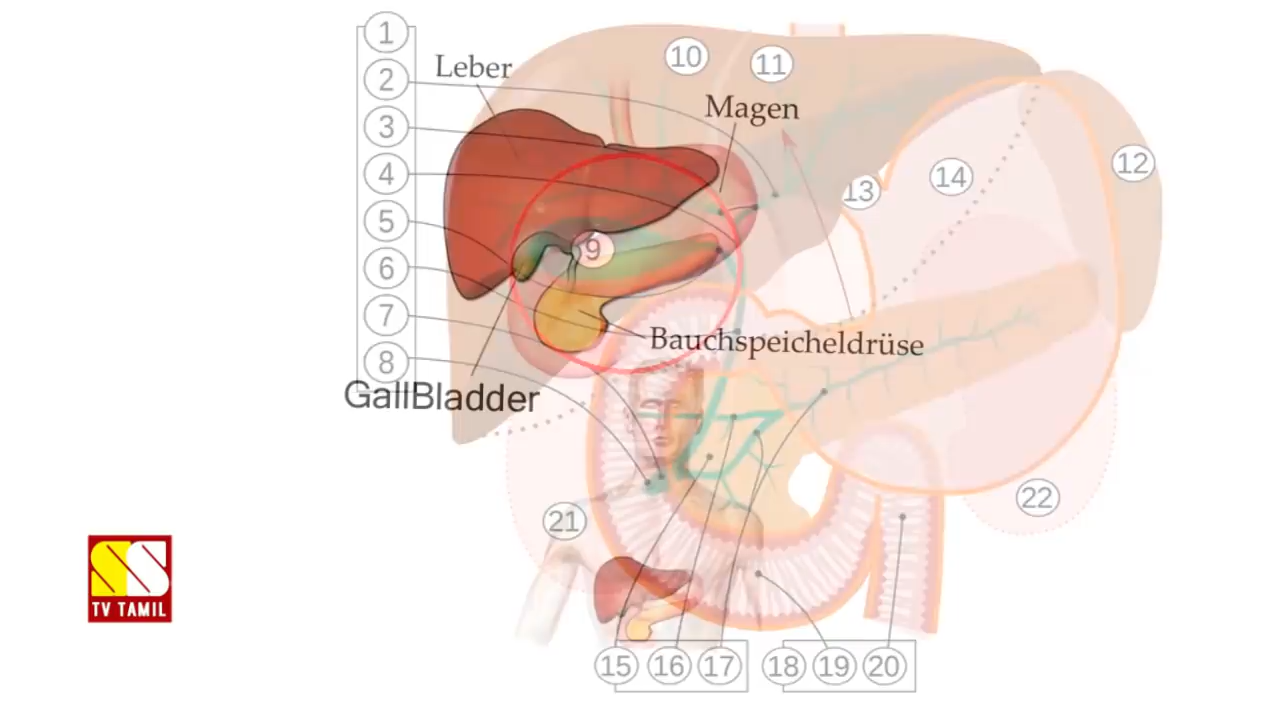 1
2
3
4
5
6
7
8
Leber
10
11
Magen
12
13
14
9
Bauchspeicheldrüse
GallBladder
21
22
SS
TV TAMIL
15 16 17 18 19 20